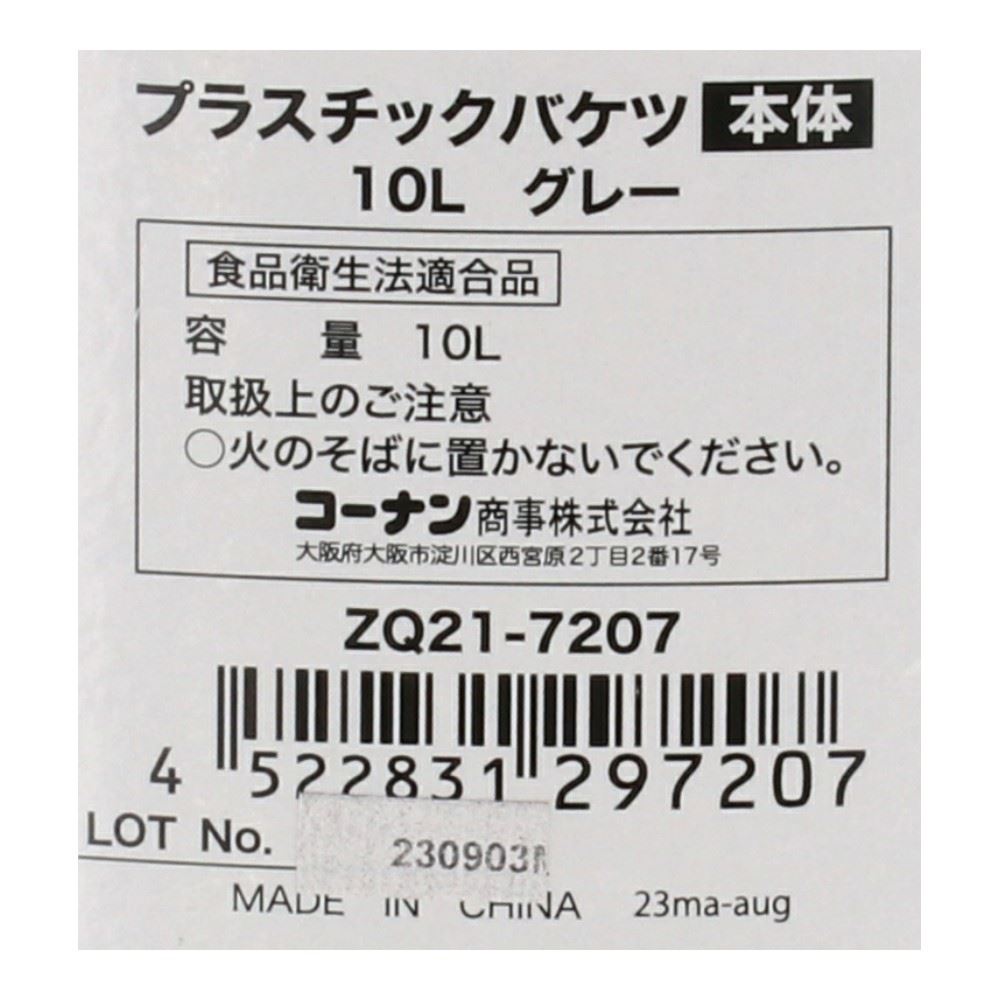 プラスチックバケツ 本体
10L グレー
食品衛生法適合品
容 量 10L
取扱上のご注意
○火のそばに置かないでください。
コーナン商事株式会社
大阪府大阪市淀川区西宮原2丁目2番17号
ZQ21-7207
4 522831 297207
LOT No. 230903
MADE IN CHINA 23ma-aug